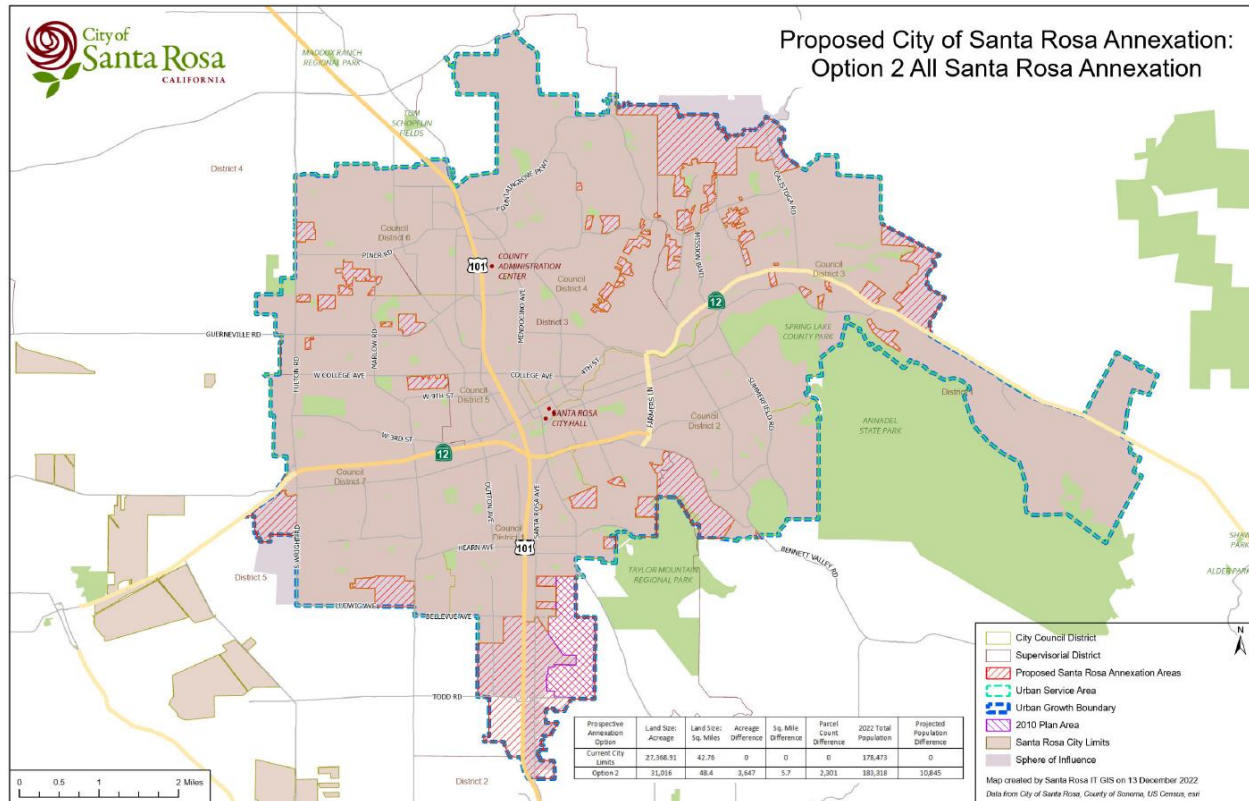 City of
Santa Rosa
CALIFORNIA
Proposed City of Santa Rosa Annexation:
Option 2 All Santa Rosa Annexation
MADDUX RANCH
REGIONAL PARK
TOM
SCHOPFLIN
FIELDS
District 4
FOUNTAINGROVE PKWY
CALISTOGA RD
Council
District 6
PINER RD
101
COUNTY
ADMINISTRATION
CENTER
MENDOCINO AVE
Council
District 4
MISSION BLVD
Council
District 3
12
District 3
SPRING LAKE
COUNTY PARK
GUERNEVILLE RD
FULTON RD
MARLOW RD
W COLLEGE AVE
COLLEGE AVE
4TH ST
W 9TH ST
Council
District 5
SANTA ROSA
CITY HALL
FARMERS LN
SUMMERFIELD RD
Council
District 2
ANNADEL
STATE PARK
W 3RD ST
12
Council
District 7
DUTTON AVE
SANTA ROSA AVE
Council
HEARN AVE
101
S WRIGHT RD
District 5
LUDWIG AVE
BELLEVUE AVE
TAYLOR MOUNTAIN
REGIONAL PARK
BENNETT VALLEY RD
PARK
ALDER PARK
TODD RD
District 2
N
City Council District
Supervisorial District
Proposed Santa Rosa Annexation Areas
Urban Service Area
Urban Growth Boundary
2010 Plan Area
Santa Rosa City Limits
Sphere of Influence
Map created by Santa Rosa IT GIS on 13 December 2022
Data from City of Santa Rosa, County of Sonoma, US Census, esri
Prospective Annexation Option Land Size: Acreage Land Size: Sq. Miles Acreage Difference Sq. Mile Difference Parcel Count Difference 2022 Total Population Projected Population Difference
Current City Limits 27,368.91 42.76 0 0 0 178,473 0
Option 2 31,016 48.4 3,647 5.7 2,301 183,318 10,845
0 0.5 1 2 Miles